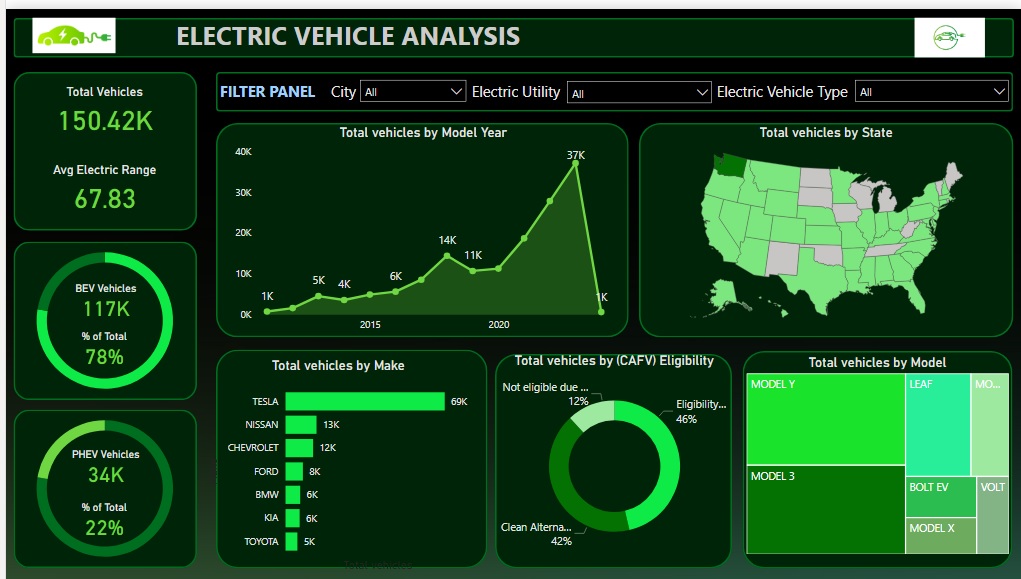 ELECTRIC VEHICLE ANALYSIS
Total Vehicles
150.42K
Avg Electric Range
67.83
FILTER PANEL City All Electric Utility All Electric Vehicle Type All
Total vehicles by Model Year
40K
30K
20K
10K
0K
1K
5K
4K
6K
14K
11K
37K
1K
2015
2020
Total vehicles by State
BEV Vehicles
117K
% of Total
78%
PHEV Vehicles
34K
% of Total
22%
Total vehicles by Make
TESLA 69K
NISSAN 13K
CHEVROLET 12K
FORD 8K
BMW 6K
KIA 6K
TOYOTA 5K
Total vehicles
Total vehicles by (CAFV) Eligibility
Not eligible due ...
12%
Eligibility...
46%
Clean Alterna...
42%
Total vehicles by Model
MODEL Y
LEAF
MO...
MODEL 3
BOLT EV
VOLT
MODEL X